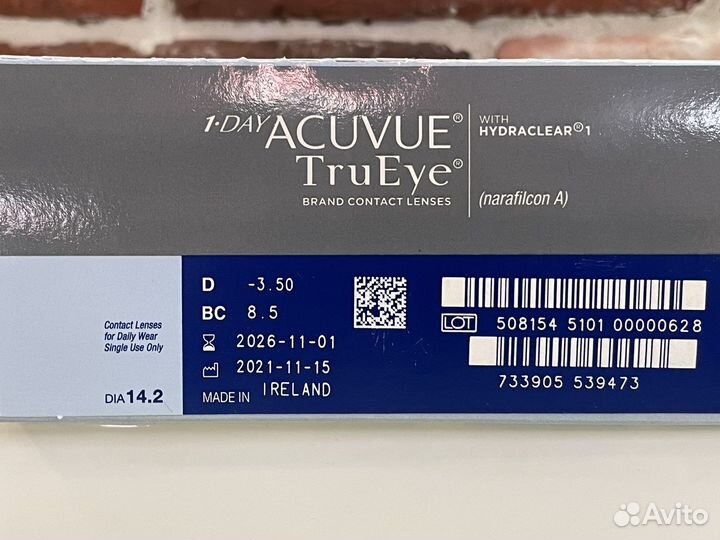 1·DAY ACUVUE®
TruEye®
BRAND CONTACT LENSES
WITH
HYDRACLEAR® 1
(narafilcon A)
Contact Lenses
for Daily Wear
Single Use Only
DIA 14.2
D -3.50
BC 8.5
2026-11-01
2021-11-15
MADE IN IRELAND
LOT 508154 5101 00000628
733905 539473
Avito